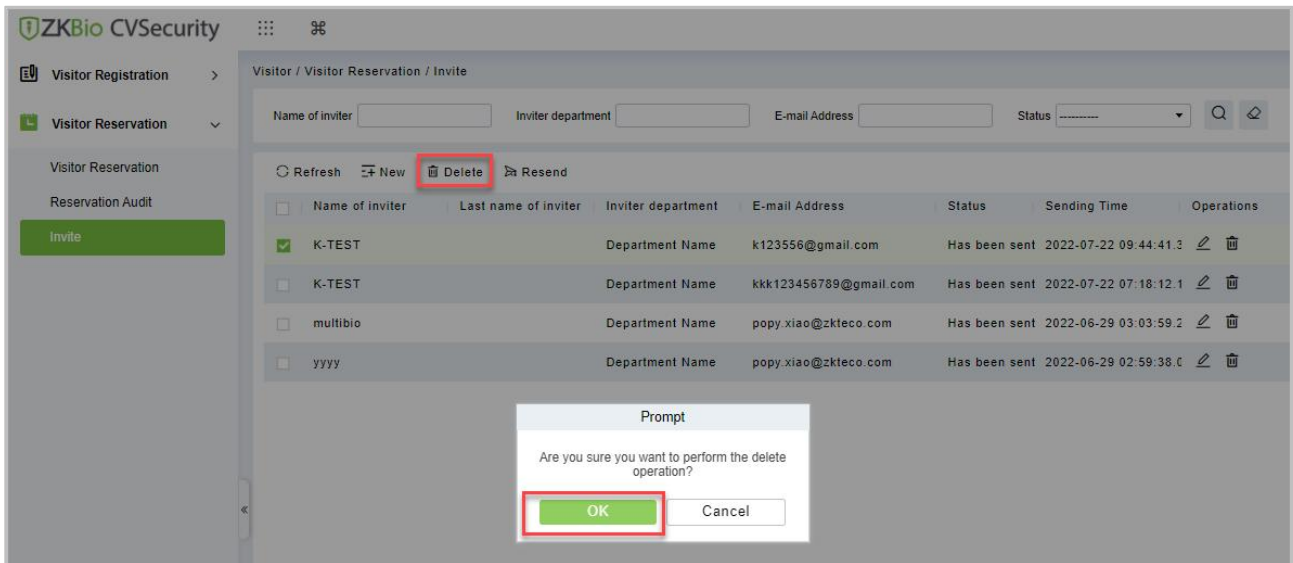 ZKBio CVSecurity
Visitor Registration
Visitor / Visitor Reservation / Invite
Visitor Reservation
Name of inviter Inviter department E-mail Address Status ----------
Visitor Reservation
Refresh New Delete Resend
Reservation Audit
Name of inviter Last name of inviter Inviter department E-mail Address Status Sending Time Operations
Invite
K-TEST Department Name k123556@gmail.com Has been sent 2022-07-22 09:44:41.3
K-TEST Department Name kkk123456789@gmail.com Has been sent 2022-07-22 07:18:12.1
multibio Department Name popy.xiao@zkteco.com Has been sent 2022-06-29 03:03:59.2
yyyy Department Name popy.xiao@zkteco.com Has been sent 2022-06-29 02:59:38.0
Prompt
Are you sure you want to perform the delete
operation?
OK Cancel